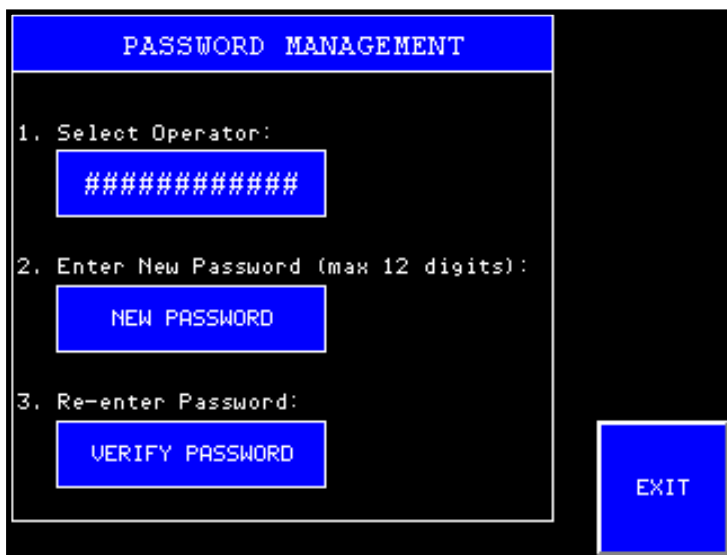 PASSWORD MANAGEMENT
1. Select Operator:
############
2. Enter New Password (max 12 digits):
NEW PASSWORD
3. Re-enter Password:
VERIFY PASSWORD
EXIT